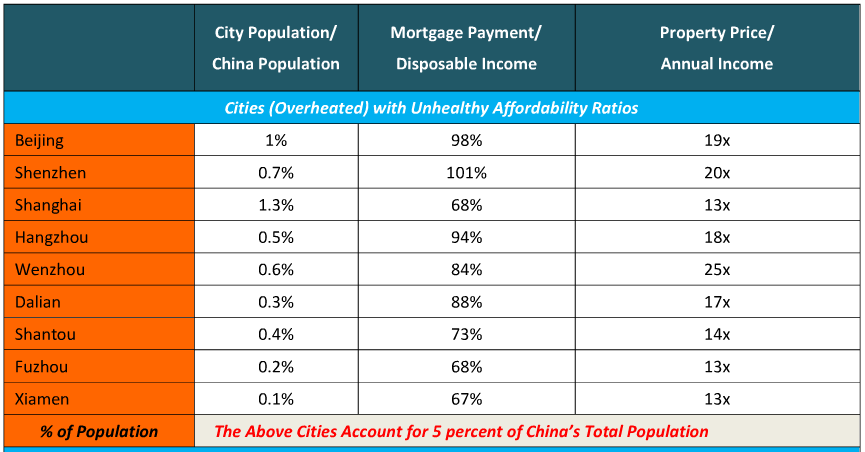 City Population/ China Population Mortgage Payment/ Disposable Income Property Price/ Annual Income
Cities (Overheated) with Unhealthy Affordability Ratios
Beijing 1% 98% 19x
Shenzhen 0.7% 101% 20x
Shanghai 1.3% 68% 13x
Hangzhou 0.5% 94% 18x
Wenzhou 0.6% 84% 25x
Dalian 0.3% 88% 17x
Shantou 0.4% 73% 14x
Fuzhou 0.2% 68% 13x
Xiamen 0.1% 67% 13x
% of Population The Above Cities Account for 5 percent of China's Total Population